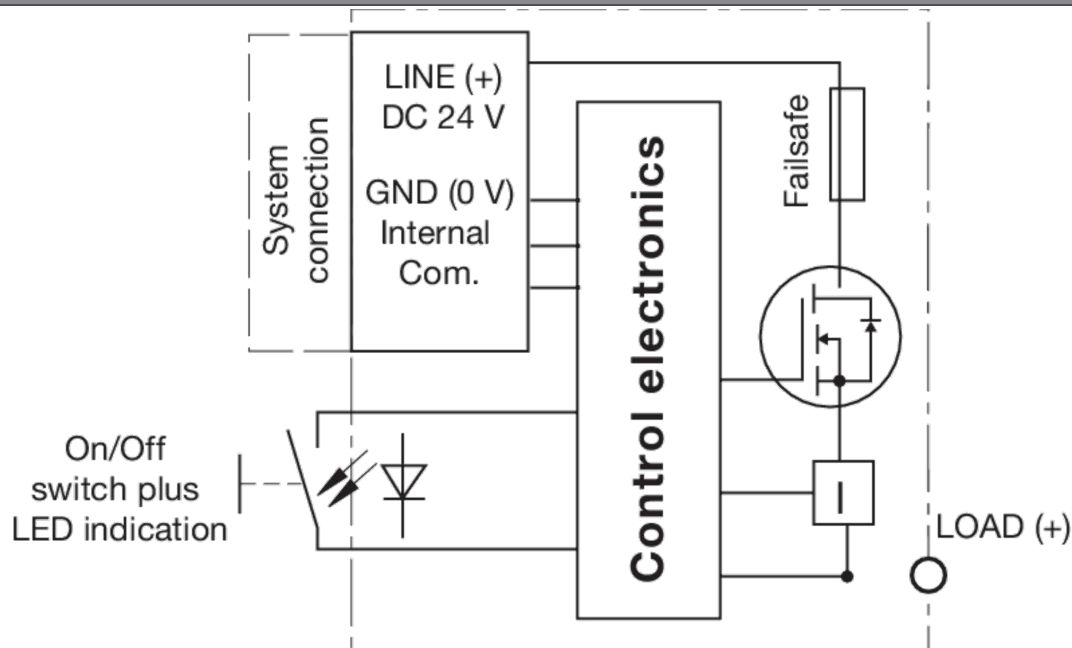 LINE (+)
DC 24 V
GND (0 V)
Internal
Com.
System
connection
Control electronics
Failsafe
I
On/Off
switch plus
LED indication
LOAD (+)